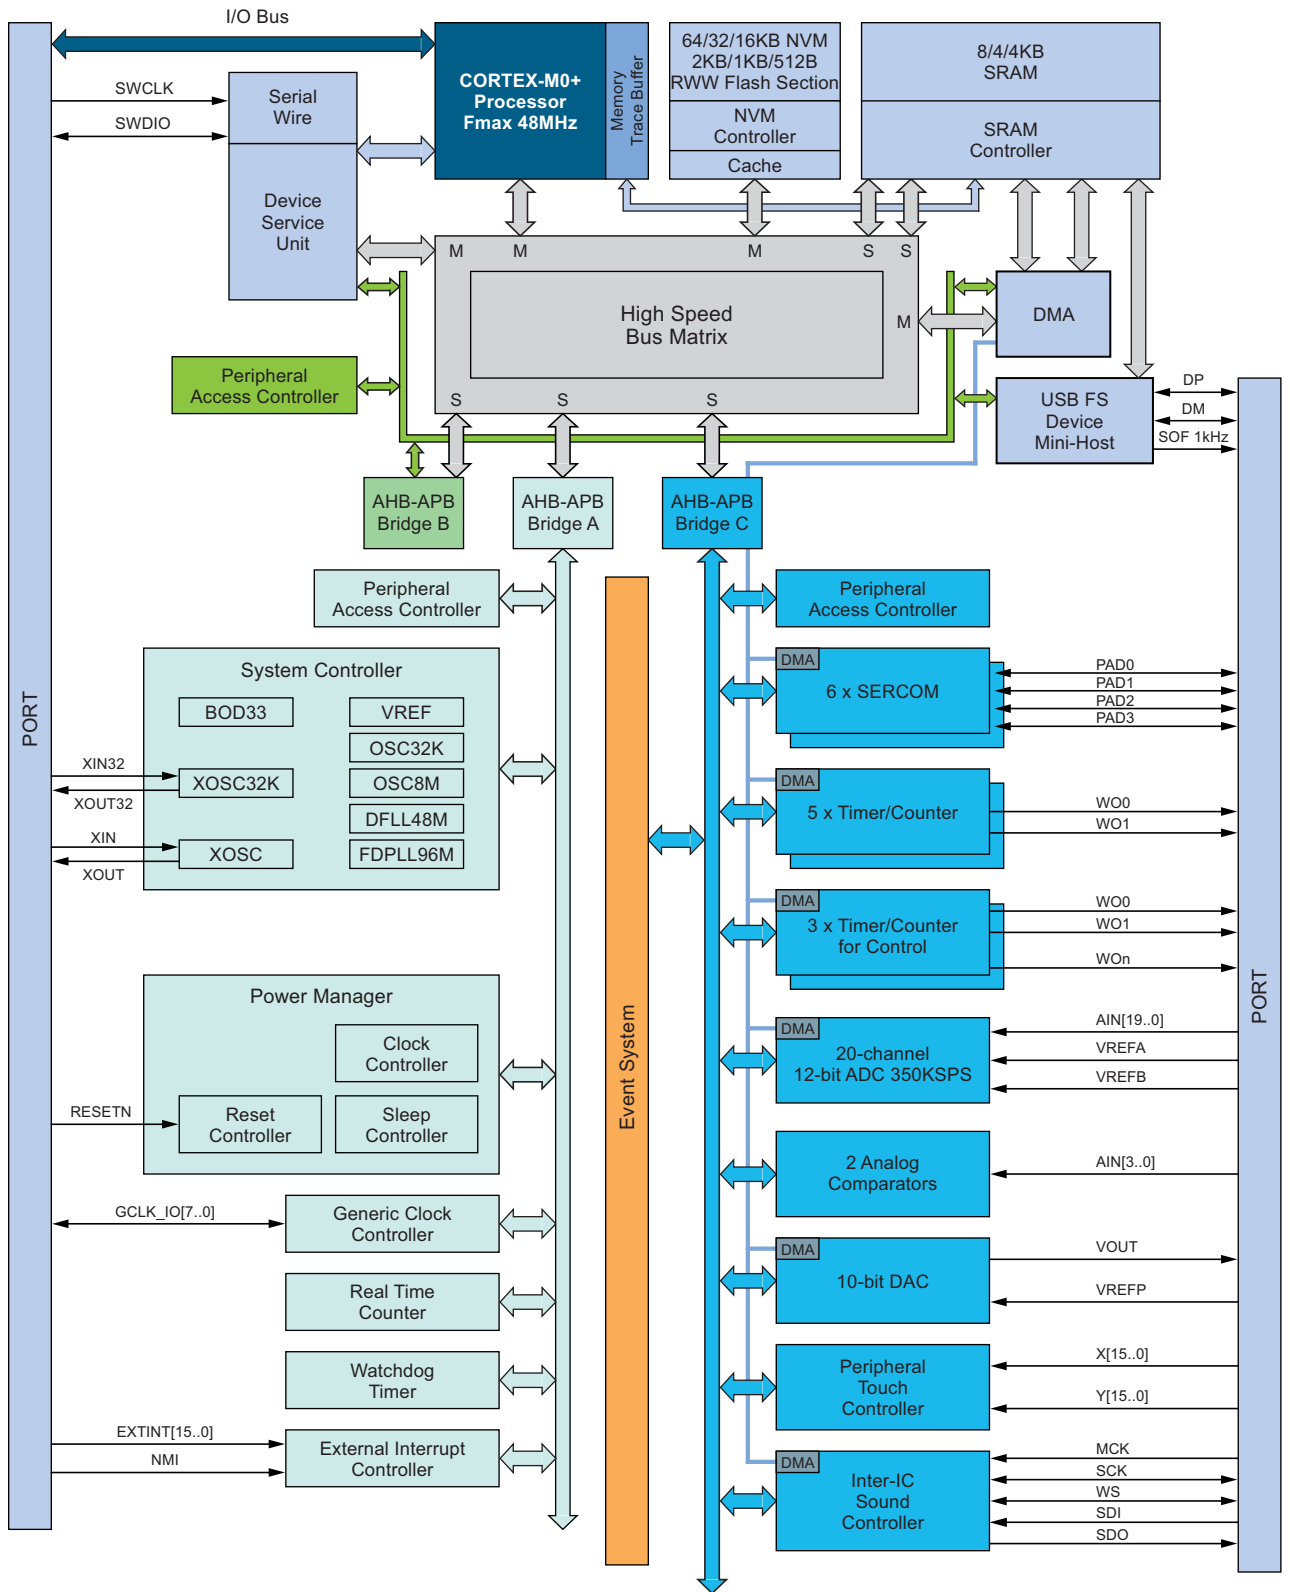 I/O Bus
SWCLK
SWDIO
Serial
Wire
Device
Service
Unit
CORTEX-M0+
Processor
Fmax 48MHz
Memory
Trace Buffer
64/32/16KB NVM
2KB/1KB/512B
RWW Flash Section
NVM
Controller
Cache
8/4/4KB
SRAM
SRAM
Controller
M
M
M
S
S
High Speed
Bus Matrix
M
DMA
Peripheral
Access Controller
S
S
S
USB FS
Device
Mini-Host
DP
DM
SOF 1kHz
AHB-APB
Bridge B
AHB-APB
Bridge A
AHB-APB
Bridge C
PORT
Peripheral
Access Controller
System Controller
BOD33
VREF
OSC32K
XOSC32K
OSC8M
DFLL48M
XOSC
FDPLL96M
XIN32
XOUT32
XIN
XOUT
Power Manager
Clock
Controller
Reset
Controller
Sleep
Controller
RESETN
GCLK_IO[7..0]
Generic Clock
Controller
Real Time
Counter
Watchdog
Timer
EXTINT[15..0]
NMI
External Interrupt
Controller
Event System
Peripheral
Access Controller
DMA
6 x SERCOM
PAD0
PAD1
PAD2
PAD3
DMA
5 x Timer/Counter
WO0
WO1
DMA
3 x Timer/Counter
for Control
WO0
WO1
WOn
DMA
20-channel
12-bit ADC 350KSPS
AIN[19..0]
VREFA
VREFB
2 Analog
Comparators
AIN[3..0]
DMA
10-bit DAC
VOUT
VREFP
Peripheral
Touch
Controller
X[15..0]
Y[15..0]
DMA
Inter-IC
Sound
Controller
MCK
SCK
WS
SDI
SDO
PORT